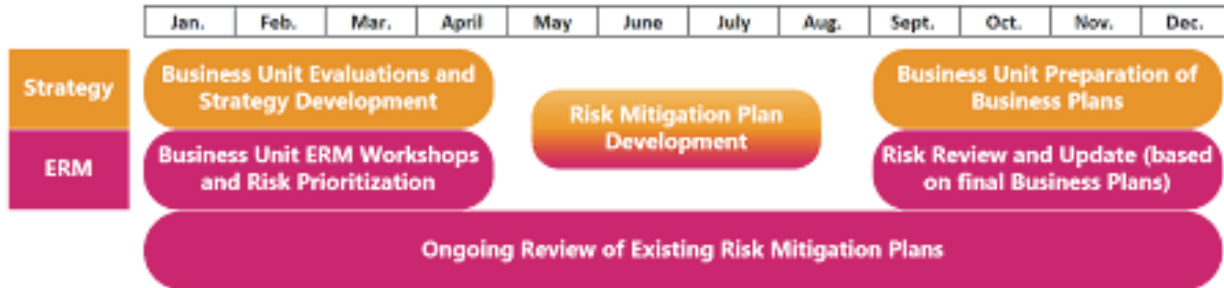 Jan. Feb. Mar. April May June July Aug. Sept. Oct. Nov. Dec.
Strategy
Business Unit Evaluations and
Strategy Development
Risk Mitigation Plan
Development
Business Unit Preparation of
Business Plans
ERM
Business Unit ERM Workshops
and Risk Prioritization
Risk Review and Update (based
on final Business Plans)
Ongoing Review of Existing Risk Mitigation Plans